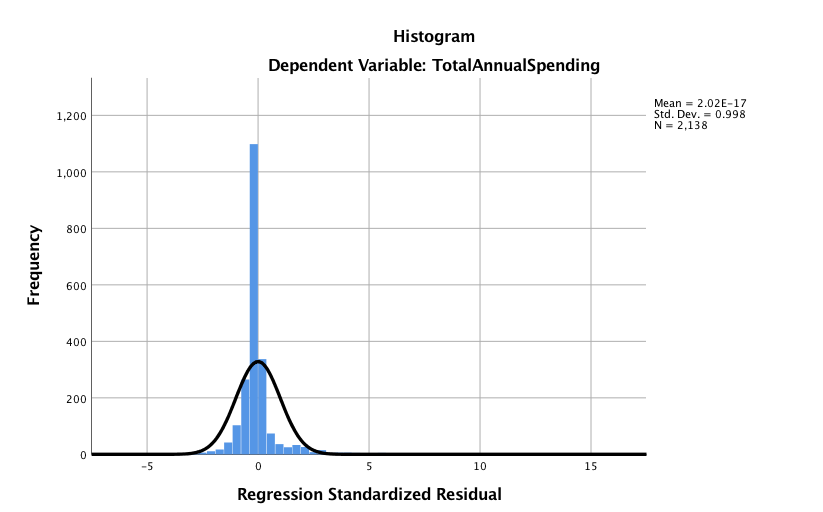 Histogram
Dependent Variable: TotalAnnualSpending
Mean = 2.02E-17
Std. Dev. = 0.998
N = 2,138
1,200
1,000
800
600
400
200
0
Frequency
-5 0 5 10 15
Regression Standardized Residual